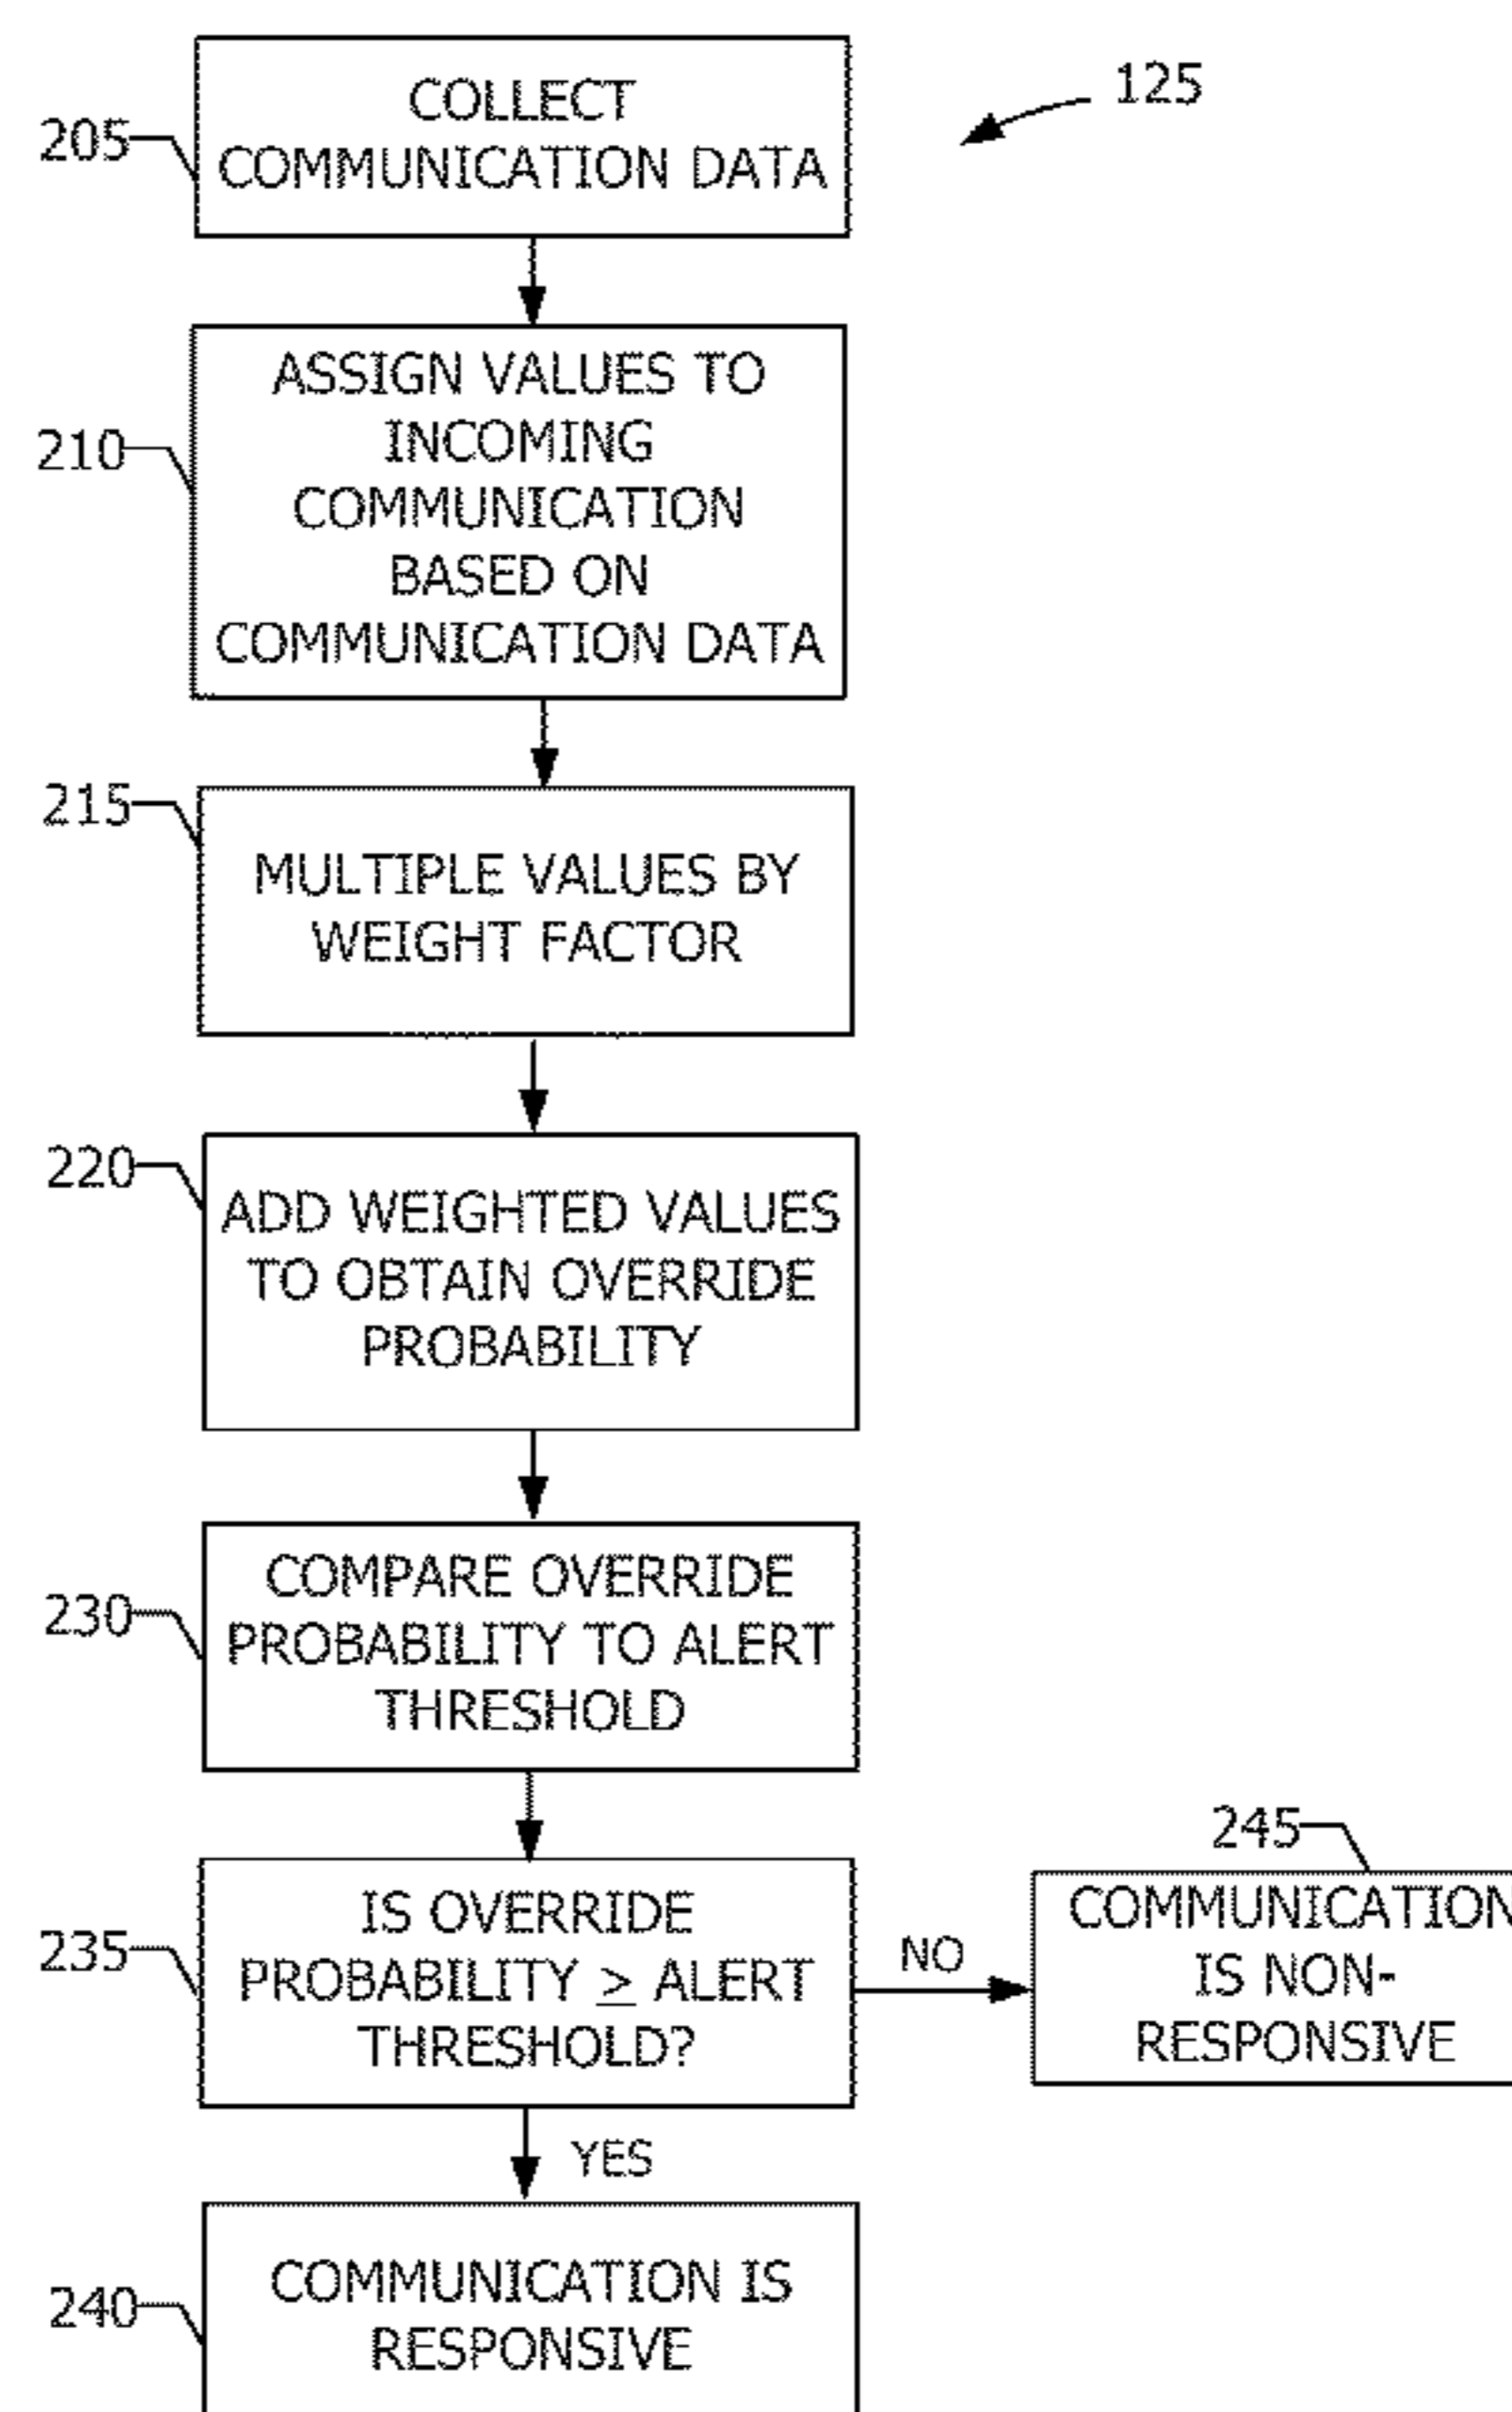 125
205
COLLECT
COMMUNICATION DATA
210
ASSIGN VALUES TO
INCOMING
COMMUNICATION
BASED ON
COMMUNICATION DATA
215
MULTIPLE VALUES BY
WEIGHT FACTOR
220
ADD WEIGHTED VALUES
TO OBTAIN OVERRIDE
PROBABILITY
230
COMPARE OVERRIDE
PROBABILITY TO ALERT
THRESHOLD
235
IS OVERRIDE
PROBABILITY ≥ ALERT
THRESHOLD?
NO
245
COMMUNICATION
IS NON-
RESPONSIVE
YES
240
COMMUNICATION IS
RESPONSIVE